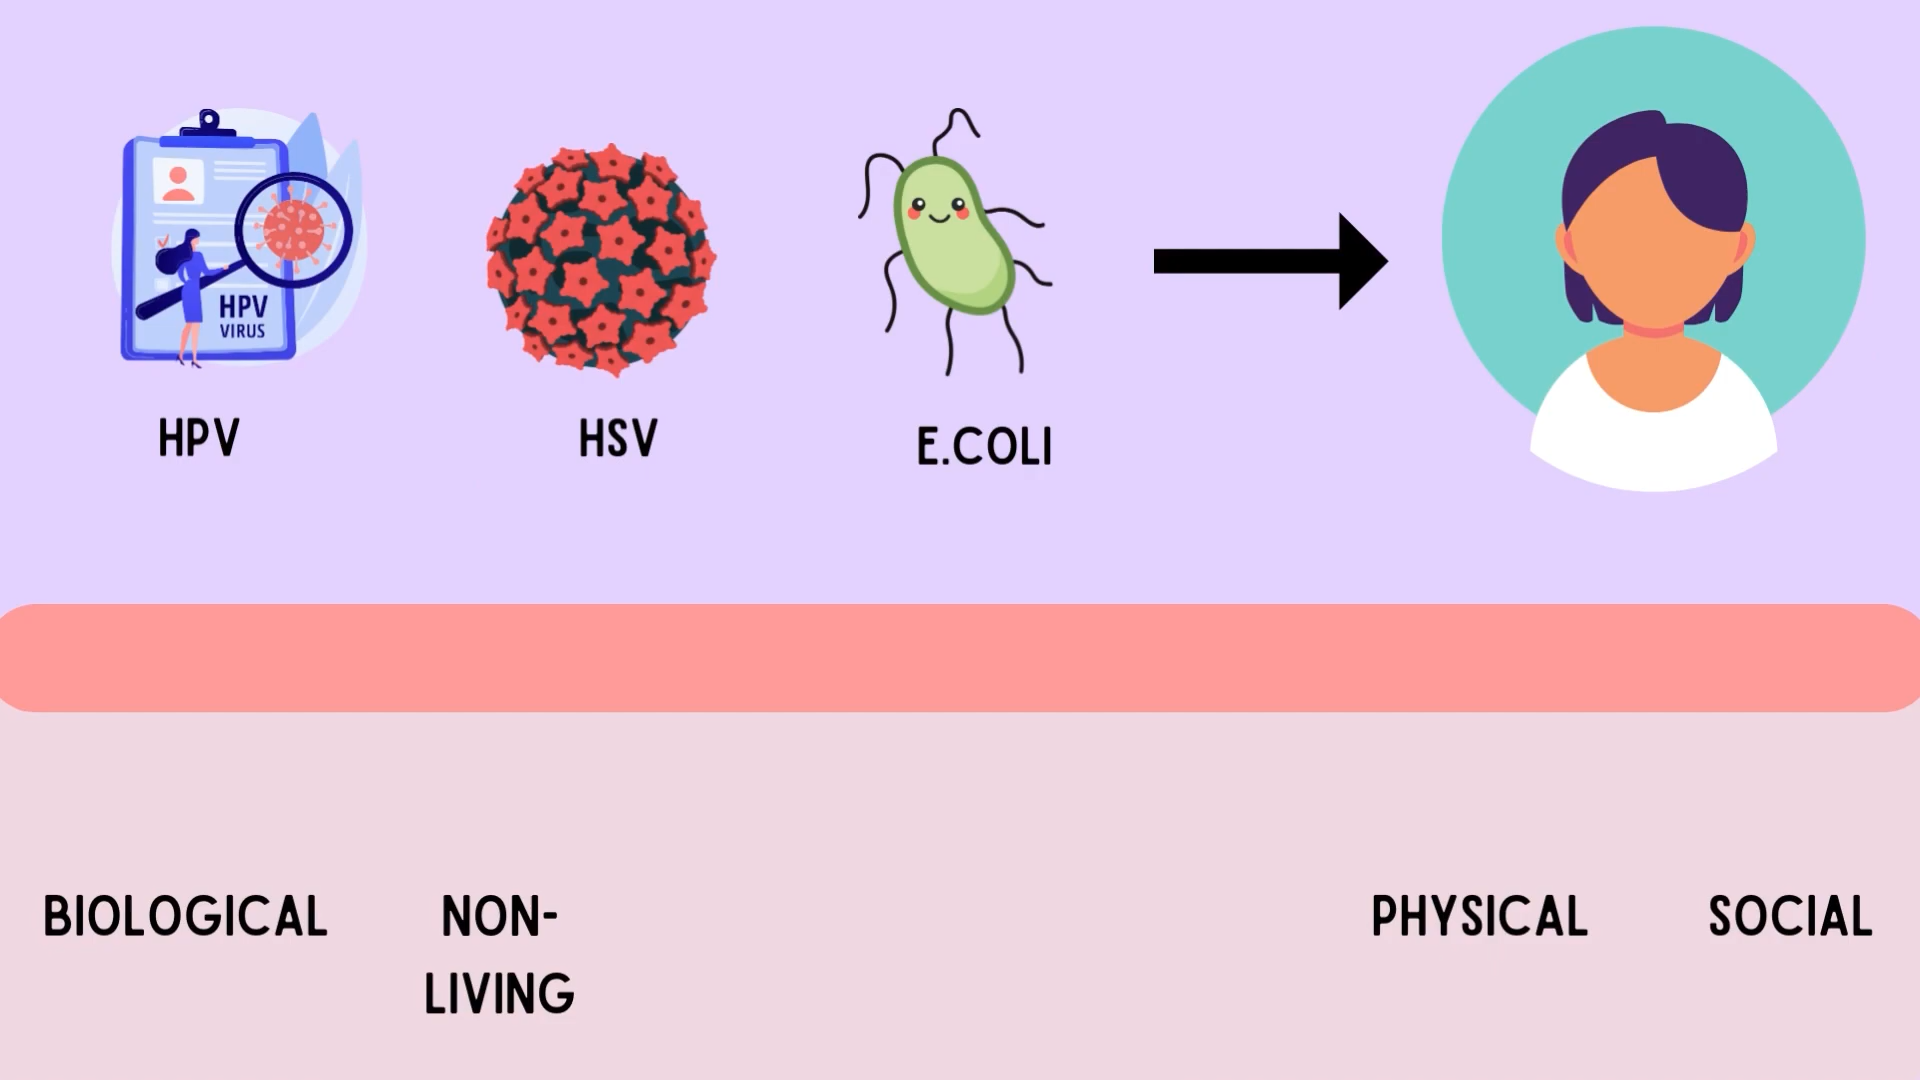 HPV
VIRUS
HPV
HSV
E.COLI
BIOLOGICAL
NON-
LIVING
PHYSICAL
SOCIAL